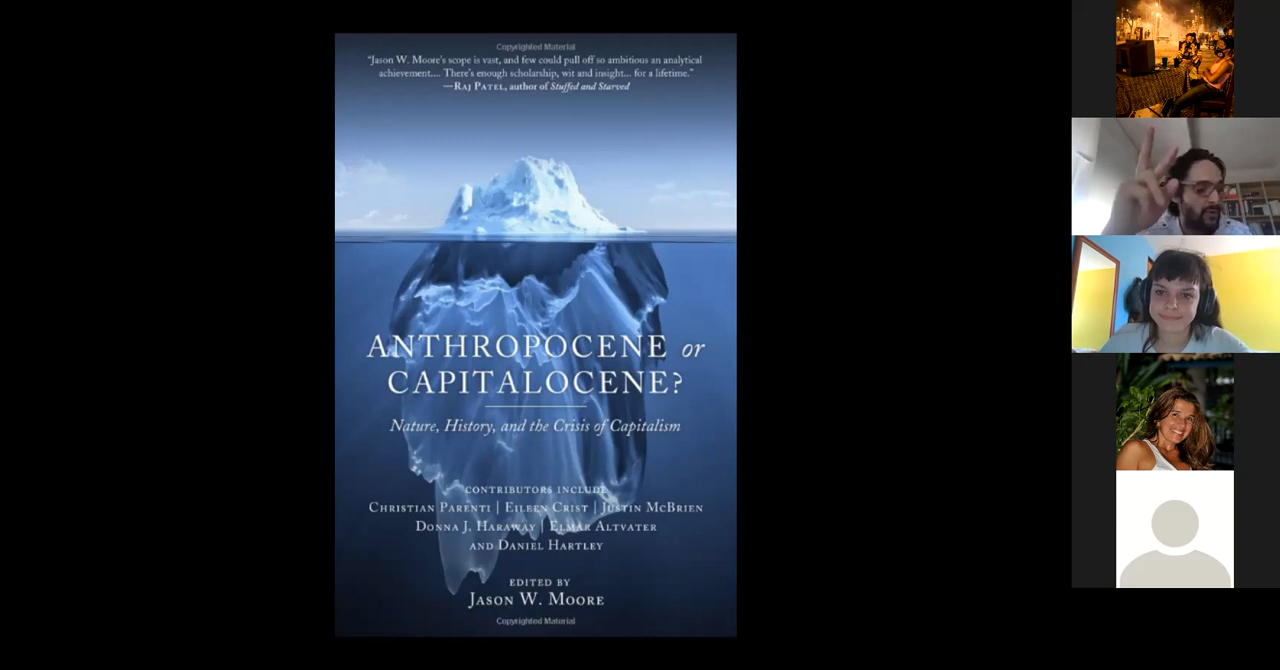 Copyrighted Material
“Jason W. Moore's scope is vast, and few could pull off so ambitious an analytical
achievement.... There's enough scholarship, wit and insight... for a lifetime.”
—Raj Patel, author of Stuffed and Starved
ANTHROPOCENE or
CAPITALOCENE?
Nature, History, and the Crisis of Capitalism
CONTRIBUTORS INCLUDE
Christian Parenti | Eileen Crist | Justin McBrien
Donna J. Haraway | Elmar Altvater
and Daniel Hartley
EDITED BY
Jason W. Moore
Copyrighted Material